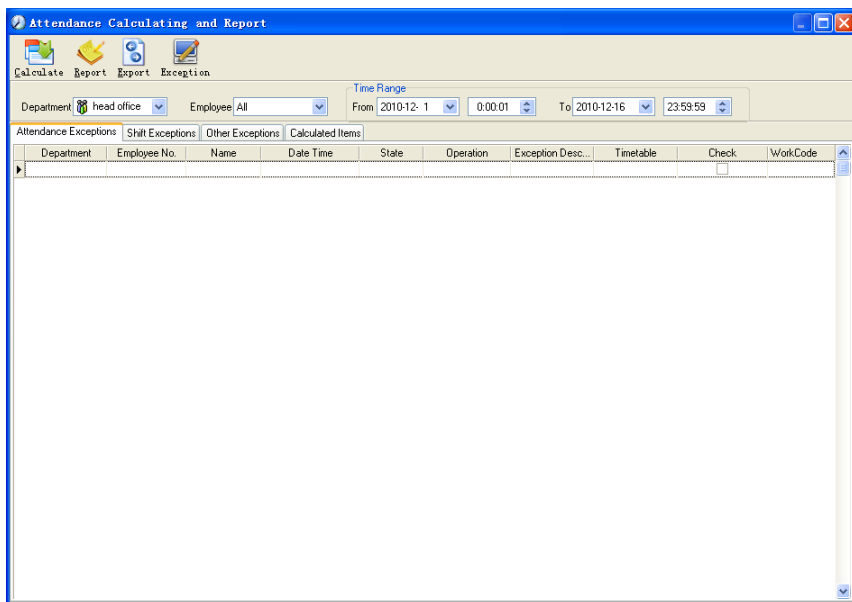 Attendance Calculating and Report
Calculate Report Export Exception
Time Range
Department head office Employee All From 2010-12- 1 0:00:01 To 2010-12-16 23:59:59
Attendance Exceptions Shift Exceptions Other Exceptions Calculated Items
Department Employee No. Name Date Time State Operation Exception Desc... Timetable Check WorkCode